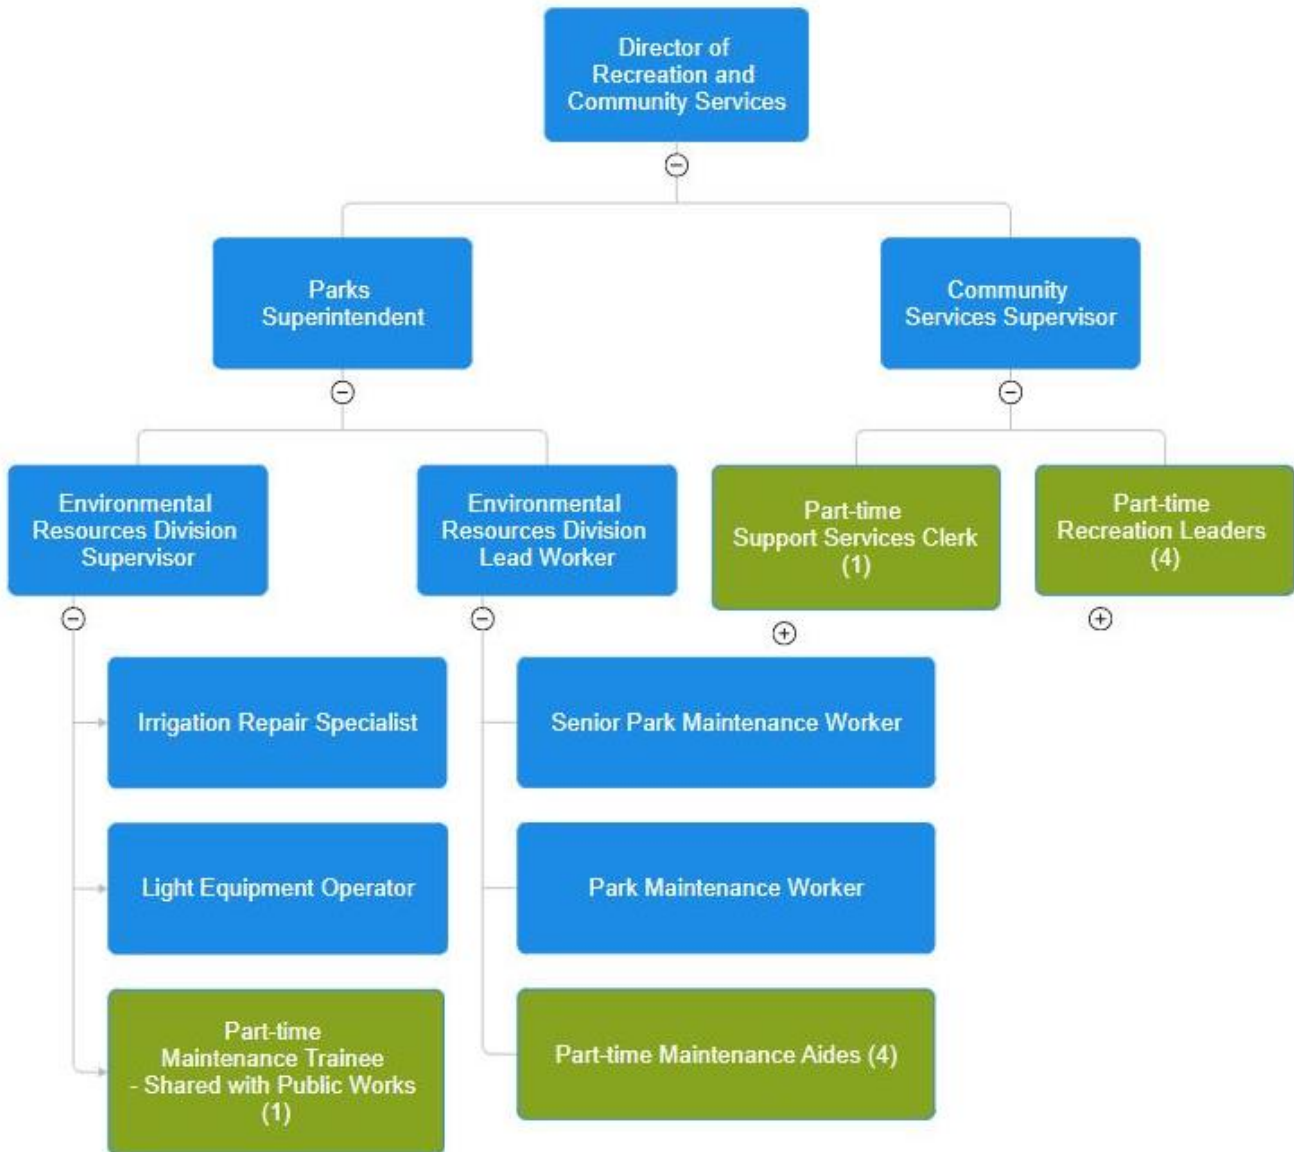 Director of
Recreation and
Community Services
Parks
Superintendent
Community
Services Supervisor
Environmental
Resources Division
Supervisor
Environmental
Resources Division
Lead Worker
Part-time
Support Services Clerk
(1)
Part-time
Recreation Leaders
(4)
Irrigation Repair Specialist
Senior Park Maintenance Worker
Light Equipment Operator
Park Maintenance Worker
Part-time
Maintenance Trainee
- Shared with Public Works
(1)
Part-time Maintenance Aides (4)